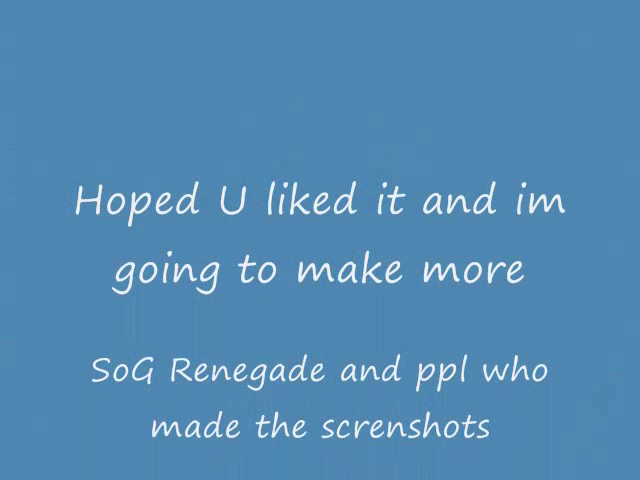 Hoped U liked it and im
going to make more
SoG Renegade and ppl who
made the screnshots